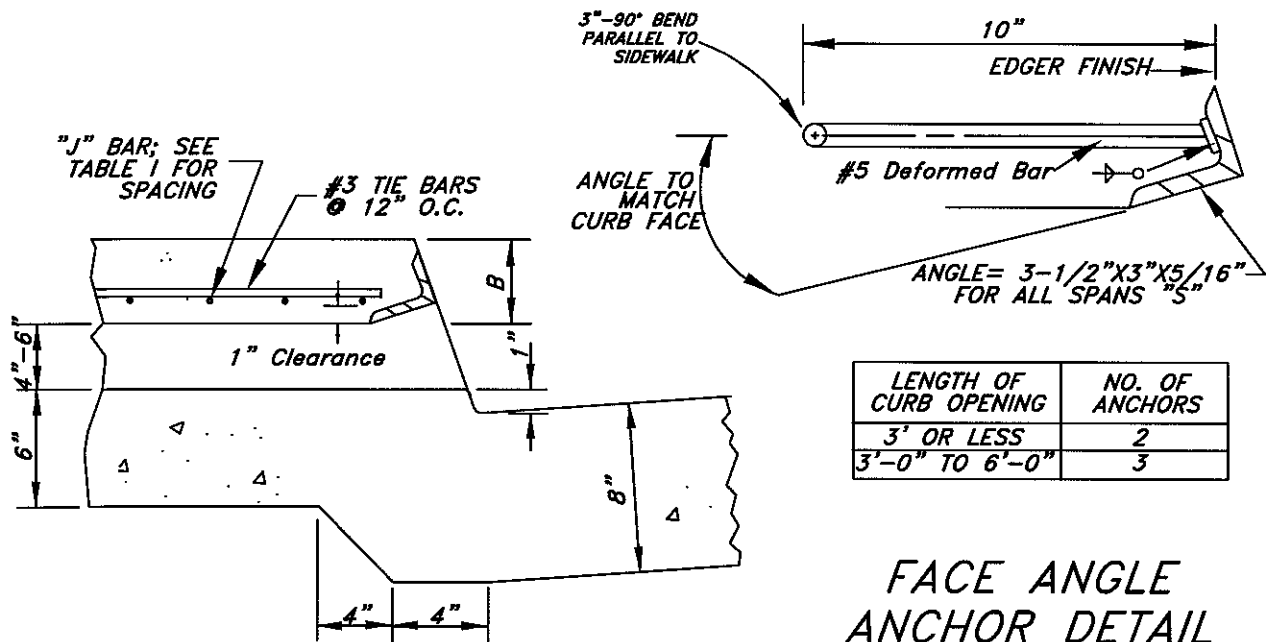 3"-90° BEND
PARALLEL TO
SIDEWALK
10"
EDGER FINISH
"J" BAR; SEE
TABLE 1 FOR
SPACING
#3 TIE BARS
@ 12" O.C.
#5 Deformed Bar
ANGLE TO
MATCH
CURB FACE
ANGLE= 3-1/2"X3"X5/16"
FOR ALL SPANS "S"
B
4"-6"
1" Clearance
1"
6"
8"
4"
4"
LENGTH OF CURB OPENING NO. OF ANCHORS
3' OR LESS 2
3'-0" TO 6'-0" 3
FACE ANGLE
ANCHOR DETAIL